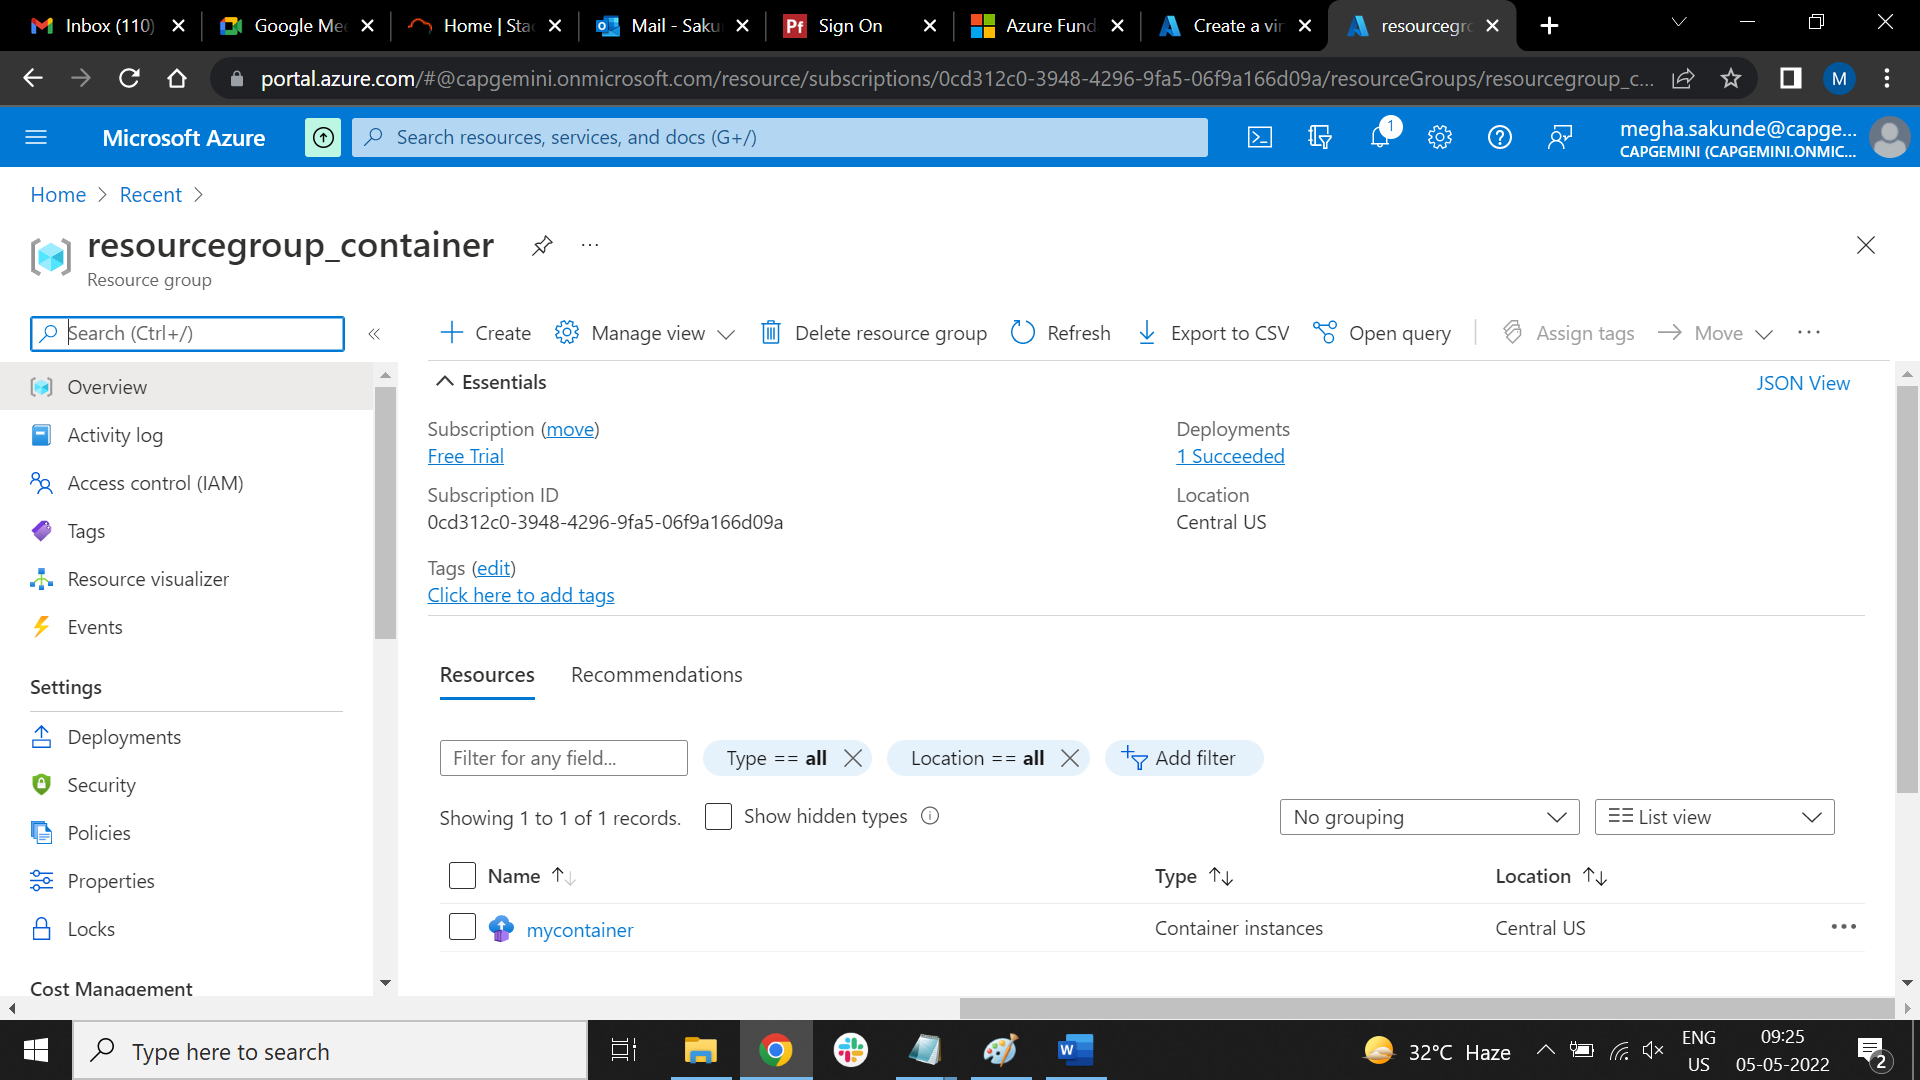 Inbox (110)
Google Mee
Home | Stac
Mail - Saku
Pf Sign On
Azure Fund
Create a vir
resourcegro
portal.azure.com/#@capgemini.onmicrosoft.com/resource/subscriptions/0cd312c0-3948-4296-9fa5-06f9a166d09a/resourceGroups/resourcegroup_c...
M
Microsoft Azure
Search resources, services, and docs (G+/)
1
megha.sakunde@capge...
CAPGEMINI (CAPGEMINI.ONMIC...
Home > Recent >
resourcegroup_container
Resource group
Search (Ctrl+/)
Create
Manage view
Delete resource group
Refresh
Export to CSV
Open query
Assign tags
Move
Overview
Activity log
Access control (IAM)
Tags
Resource visualizer
Events
Settings
Deployments
Security
Policies
Properties
Locks
Cost Management
Essentials
JSON View
Subscription (move)
Free Trial
Subscription ID
0cd312c0-3948-4296-9fa5-06f9a166d09a
Tags (edit)
Click here to add tags
Deployments
1 Succeeded
Location
Central US
Resources
Recommendations
Filter for any field...
Type == all
Location == all
Add filter
Showing 1 to 1 of 1 records.
Show hidden types
No grouping
List view
Name
Type
Location
mycontainer
Container instances
Central US
Type here to search
32°C Haze
ENG
US
09:25
05-05-2022
2